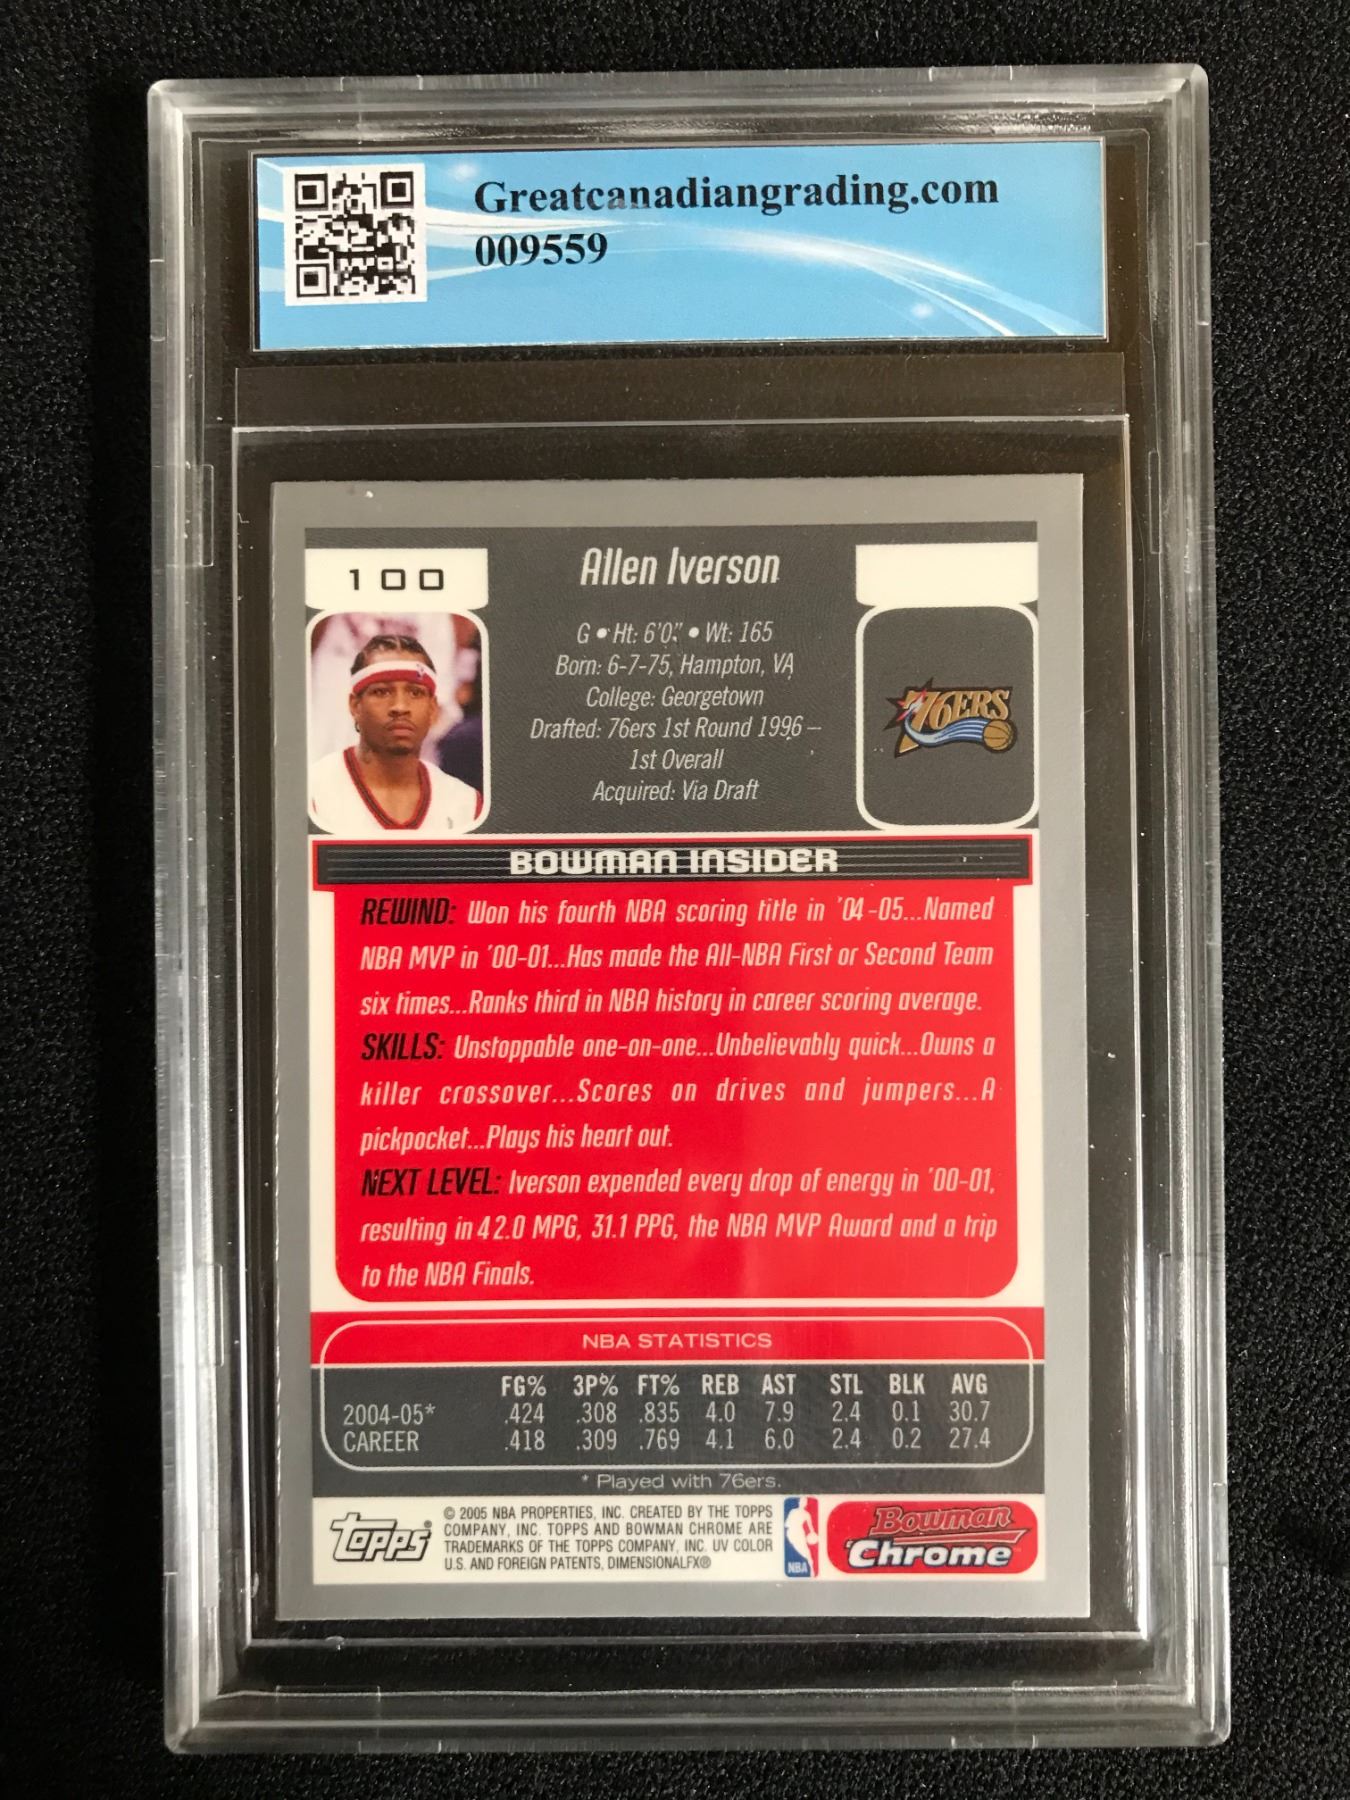 Greatcanadiangrading.com
009559
100
Allen Iverson
G • Ht: 6'0" • Wt: 165
Born: 6-7-75, Hampton, VA
College: Georgetown
Drafted: 76ers 1st Round 1996 –
1st Overall
Acquired: Via Draft
76ERS
BOWMAN INSIDER
REWIND: Won his fourth NBA scoring title in '04-05...Named
NBA MVP in '00-01...Has made the All-NBA First or Second Team
six times...Ranks third in NBA history in career scoring average.
SKILLS: Unstoppable one-on-one...Unbelievably quick...Owns a
killer crossover...Scores on drives and jumpers...A
pickpocket...Plays his heart out.
NEXT LEVEL: Iverson expended every drop of energy in '00-01,
resulting in 42.0 MPG, 31.1 PPG, the NBA MVP Award and a trip
to the NBA Finals.
NBA STATISTICS
FG% 3P% FT% REB AST STL BLK AVG
2004-05* .424 .308 .835 4.0 7.9 2.4 0.1 30.7
CAREER .418 .309 .769 4.1 6.0 2.4 0.2 27.4
* Played with 76ers.
Topps®
© 2005 NBA PROPERTIES, INC. CREATED BY THE TOPPS
COMPANY, INC. TOPPS AND BOWMAN CHROME ARE
TRADEMARKS OF THE TOPPS COMPANY, INC. UV COLOR
U.S. AND FOREIGN PATENTS, DIMENSIONALFX®
NBA
Bowman
Chrome